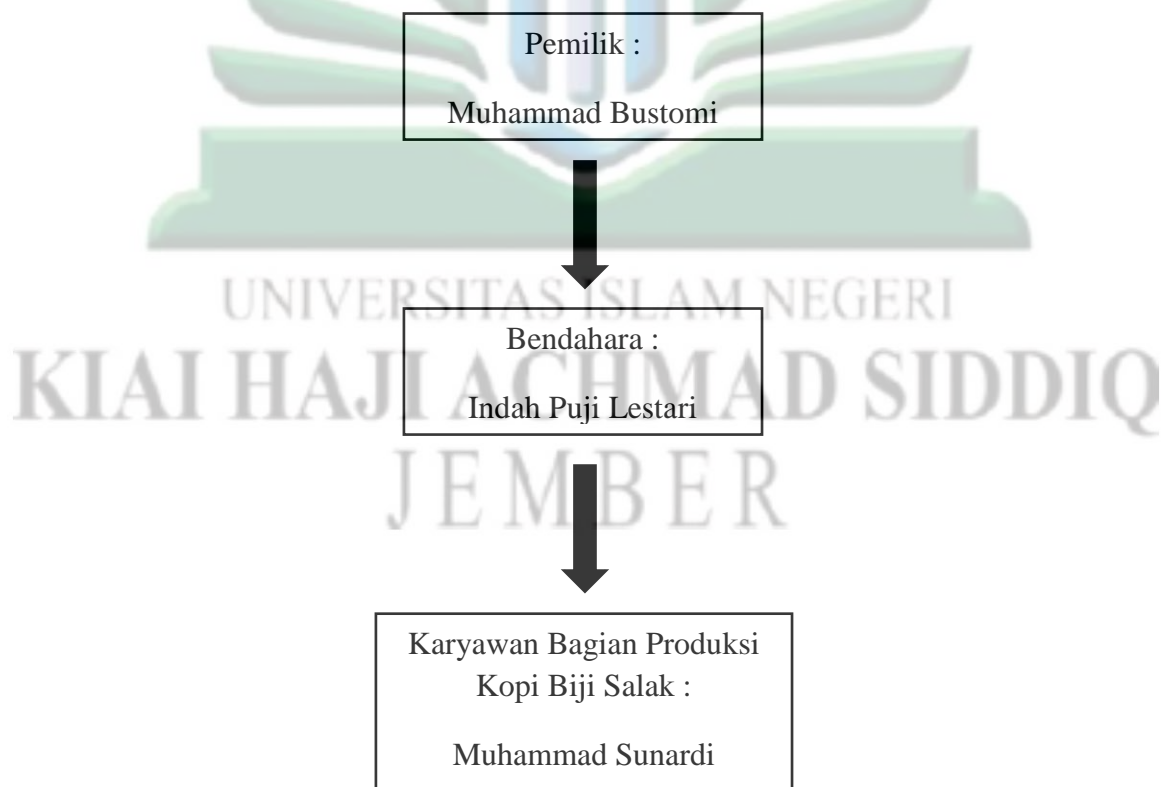 Pemilik :
Muhammad Bustomi
UNIVERSITAS ISLAM NEGERI
Bendahara :
KIAI HAJI ACHMAD SIDDIQ
Indah Puji Lestari
JEMBER
Karyawan Bagian Produksi
Kopi Biji Salak :
Muhammad Sunardi